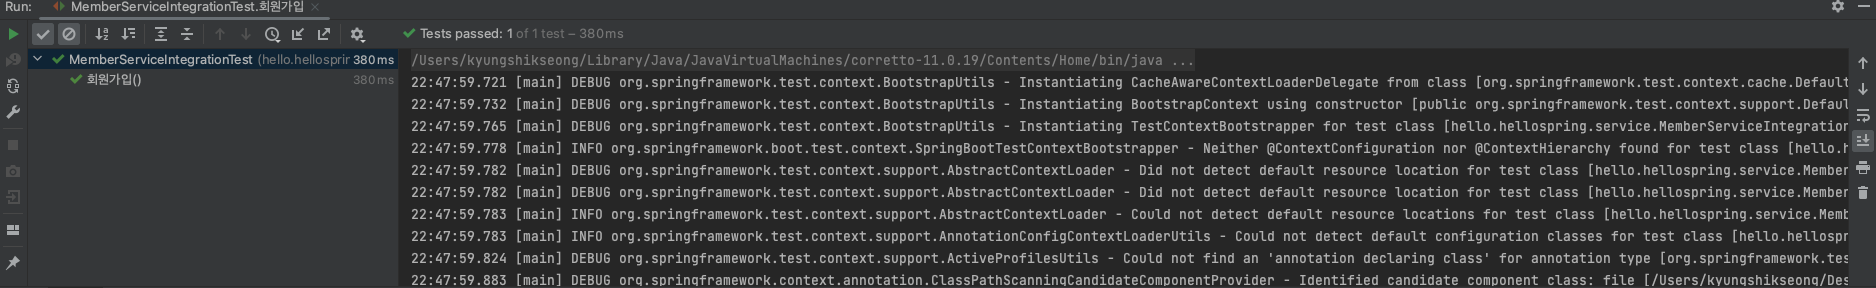 Run: MemberServiceIntegrationTest.회원가입
Tests passed: 1 of 1 test – 380ms
MemberServiceIntegrationTest (hello.hellosprir 380 ms
회원가입() 380 ms
/Users/kyungshikseong/Library/Java/JavaVirtualMachines/corretto-11.0.19/Contents/Home/bin/java ...
22:47:59.721 [main] DEBUG org.springframework.test.context.BootstrapUtils - Instantiating CacheAwareContextLoaderDelegate from class [org.springframework.test.context.cache.Default
22:47:59.732 [main] DEBUG org.springframework.test.context.BootstrapUtils - Instantiating BootstrapContext using constructor [public org.springframework.test.context.support.Defaul
22:47:59.765 [main] DEBUG org.springframework.test.context.BootstrapUtils - Instantiating TestContextBootstrapper for test class [hello.hellospring.service.MemberServiceIntegration
22:47:59.778 [main] INFO org.springframework.boot.test.context.SpringBootTestContextBootstrapper - Neither @ContextConfiguration nor @ContextHierarchy found for test class [hello.h
22:47:59.782 [main] DEBUG org.springframework.test.context.support.AbstractContextLoader - Did not detect default resource location for test class [hello.hellospring.service.Member
22:47:59.782 [main] DEBUG org.springframework.test.context.support.AbstractContextLoader - Did not detect default resource location for test class [hello.hellospring.service.Member
22:47:59.783 [main] INFO org.springframework.test.context.support.AbstractContextLoader - Could not detect default resource locations for test class [hello.hellospring.service.Memb
22:47:59.783 [main] INFO org.springframework.test.context.support.AnnotationConfigContextLoaderUtils - Could not detect default configuration classes for test class [hello.hellospr
22:47:59.824 [main] DEBUG org.springframework.test.context.support.ActiveProfilesUtils - Could not find an 'annotation declaring class' for annotation type [org.springframework.tes
22:47:59.883 [main] DEBUG org.springframework.context.annotation.ClassPathScanningCandidateComponentProvider - Identified candidate component class: file [/Users/kyungshikseong/Des